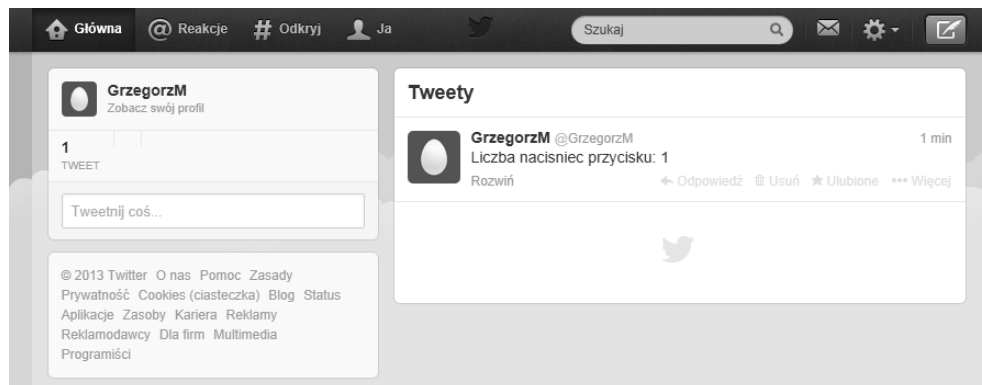 Główna @ Reakcje # Odkryj Ja Szukaj
GrzegorzM
Zobacz swój profil
1
TWEET
Tweetnij coś...
© 2013 Twitter O nas Pomoc Zasady
Prywatność Cookies (ciasteczka) Blog Status
Aplikacje Zasoby Kariera Reklamy
Reklamodawcy Dla firm Multimedia
Programiści
Tweety
GrzegorzM @GrzegorzM 1 min
Liczba nacisniec przycisku: 1
Rozwiń Odpowiedź Usuń Ulubione ••• Więcej